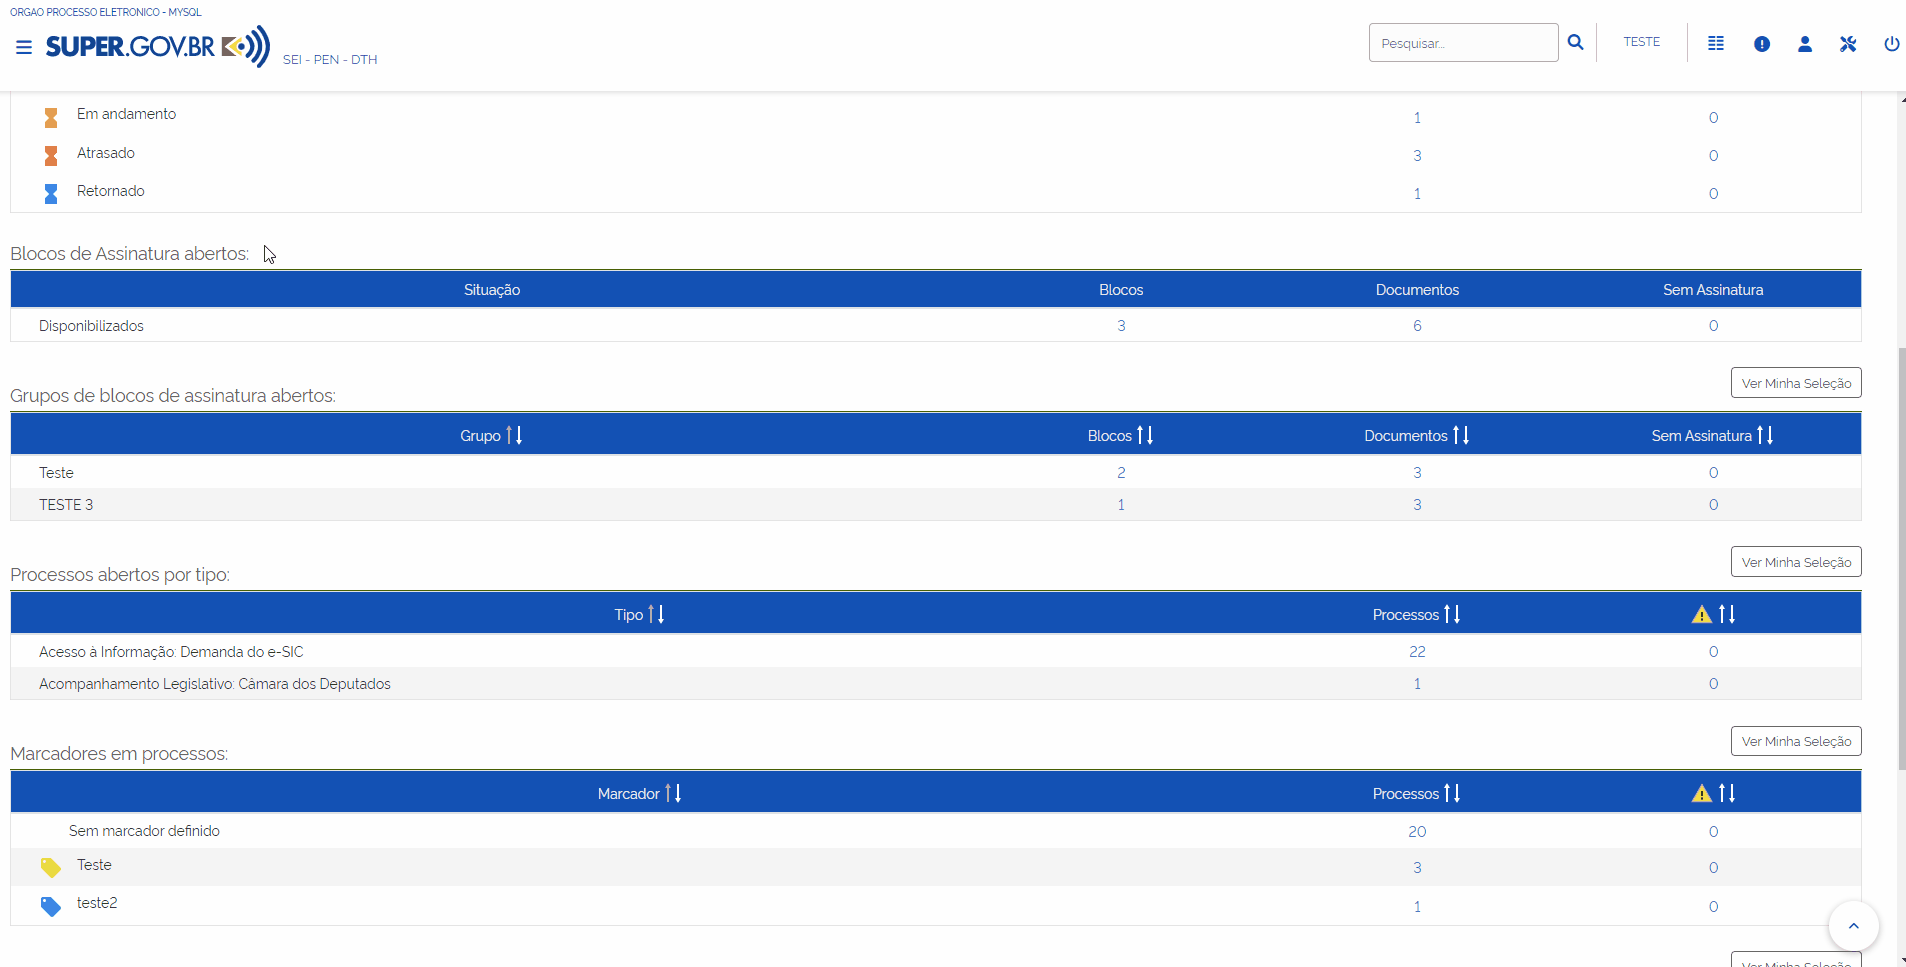 ORGAO PROCESSO ELETRONICO - MYSQL
SUPER.GOV.BR
SEI - PEN - DTH
Pesquisar...
TESTE
Em andamento 1 0
Atrasado 3 0
Retornado 1 0
Blocos de Assinatura abertos:
Situação Blocos Documentos Sem Assinatura
Disponibilizados 3 6 0
Ver Minha Seleção
Grupos de blocos de assinatura abertos:
Grupo Blocos Documentos Sem Assinatura
Teste 2 3 0
TESTE 3 1 3 0
Ver Minha Seleção
Processos abertos por tipo:
Tipo Processos
Acesso à Informação: Demanda do e-SIC 22 0
Acompanhamento Legislativo: Câmara dos Deputados 1 0
Ver Minha Seleção
Marcadores em processos:
Marcador Processos
Sem marcador definido 20 0
Teste 3 0
teste2 1 0
Ver Minha Seleção